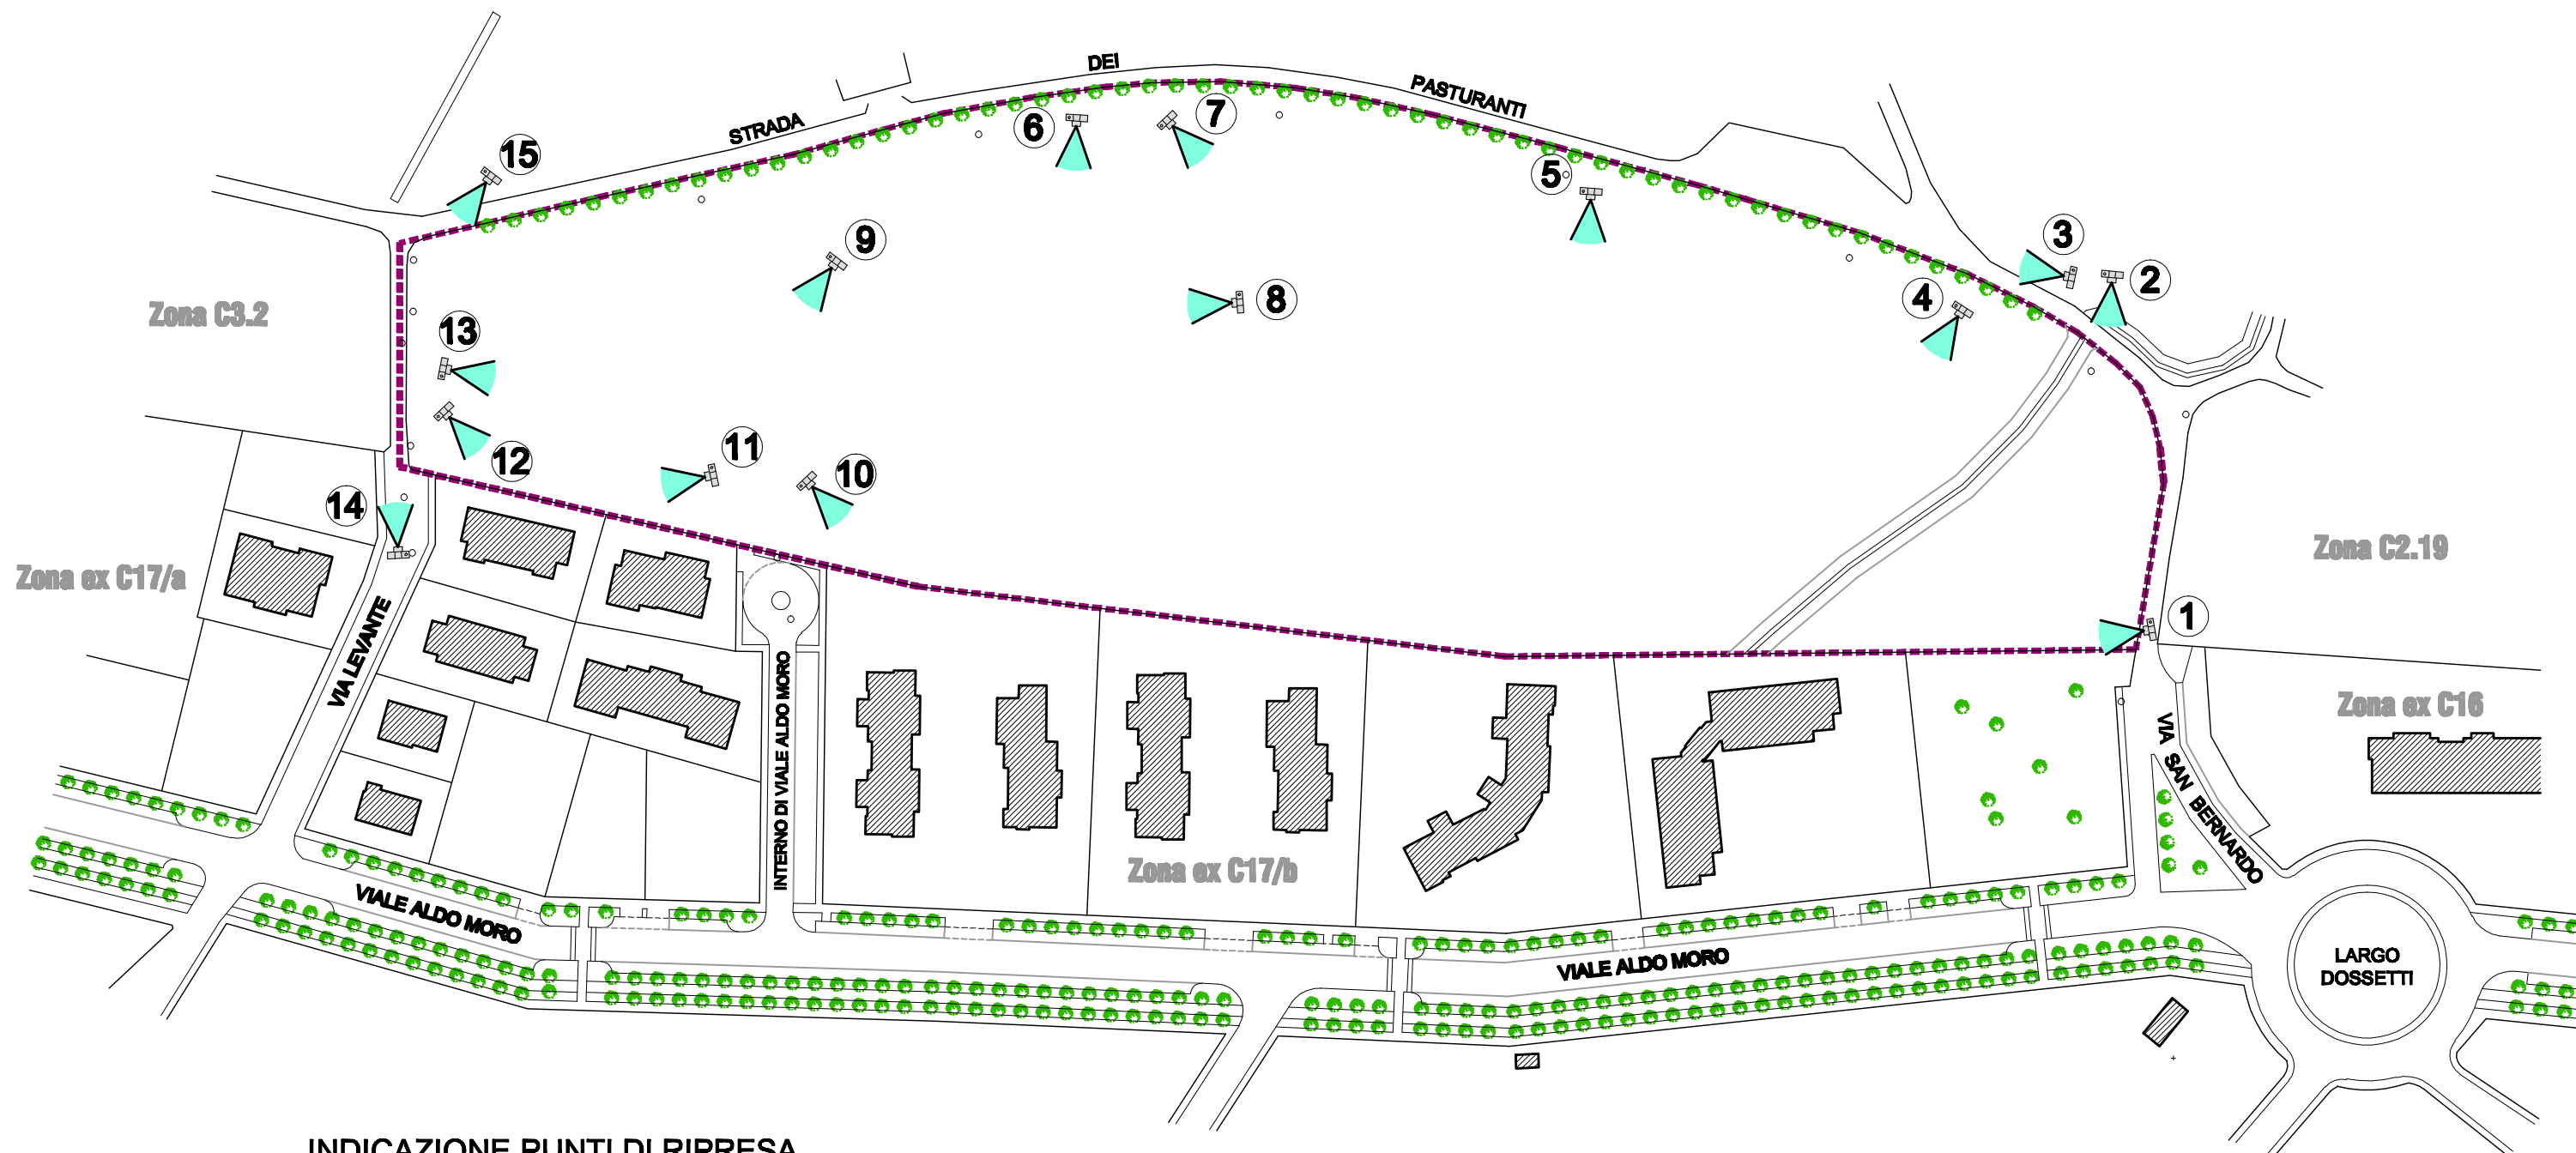 DEI
STRADA
PASTURANTI
15
6
7
5
9
3
2
8
4
Zona C3.2
13
11
12
10
14
Zona ex C17/a
Zona C2.19
1
VIA LEVANTE
INTERNO DI VIALE ALDO MORO
Zona ex C16
VIA SAN BERNARDO
Zona ex C17/b
VIALE ALDO MORO
VIALE ALDO MORO
LARGO
DOSSETTI
INDICAZIONE PUNTI DI RIPRESA